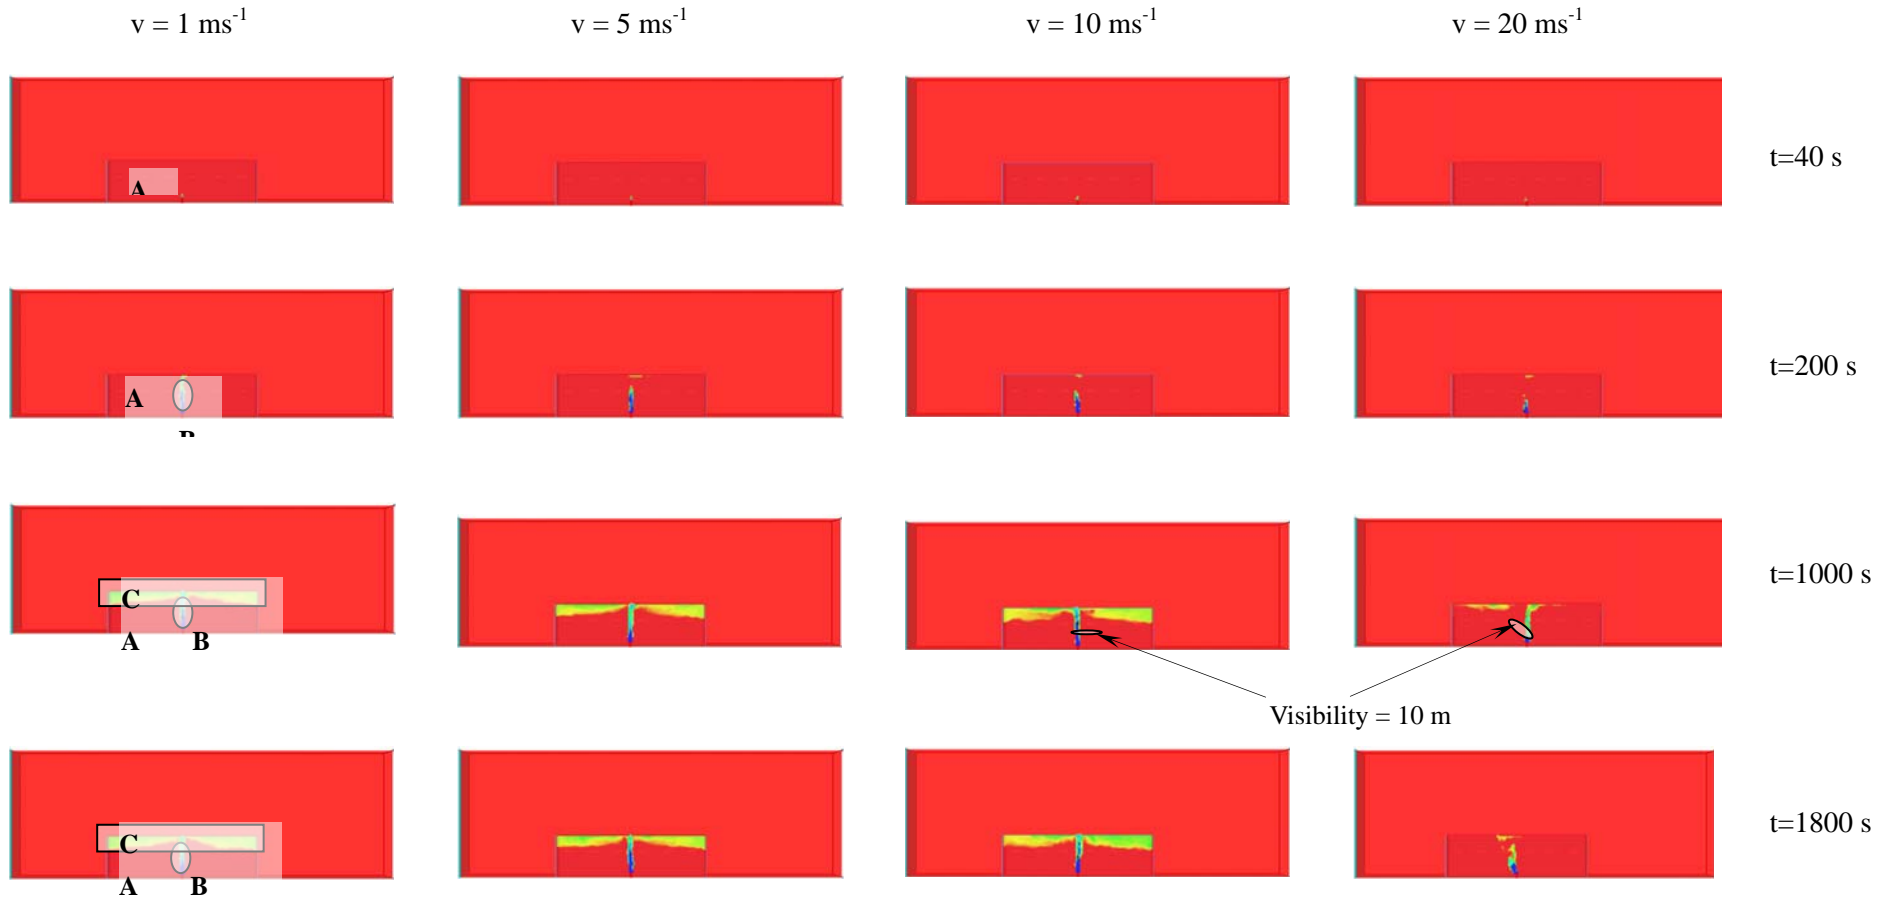 v = 1 ms-1 v = 5 ms-1 v = 10 ms-1 v = 20 ms-1
A
t=40 s
A
B
t=200 s
C
A B
t=1000 s
Visibility = 10 m
C
A B
t=1800 s